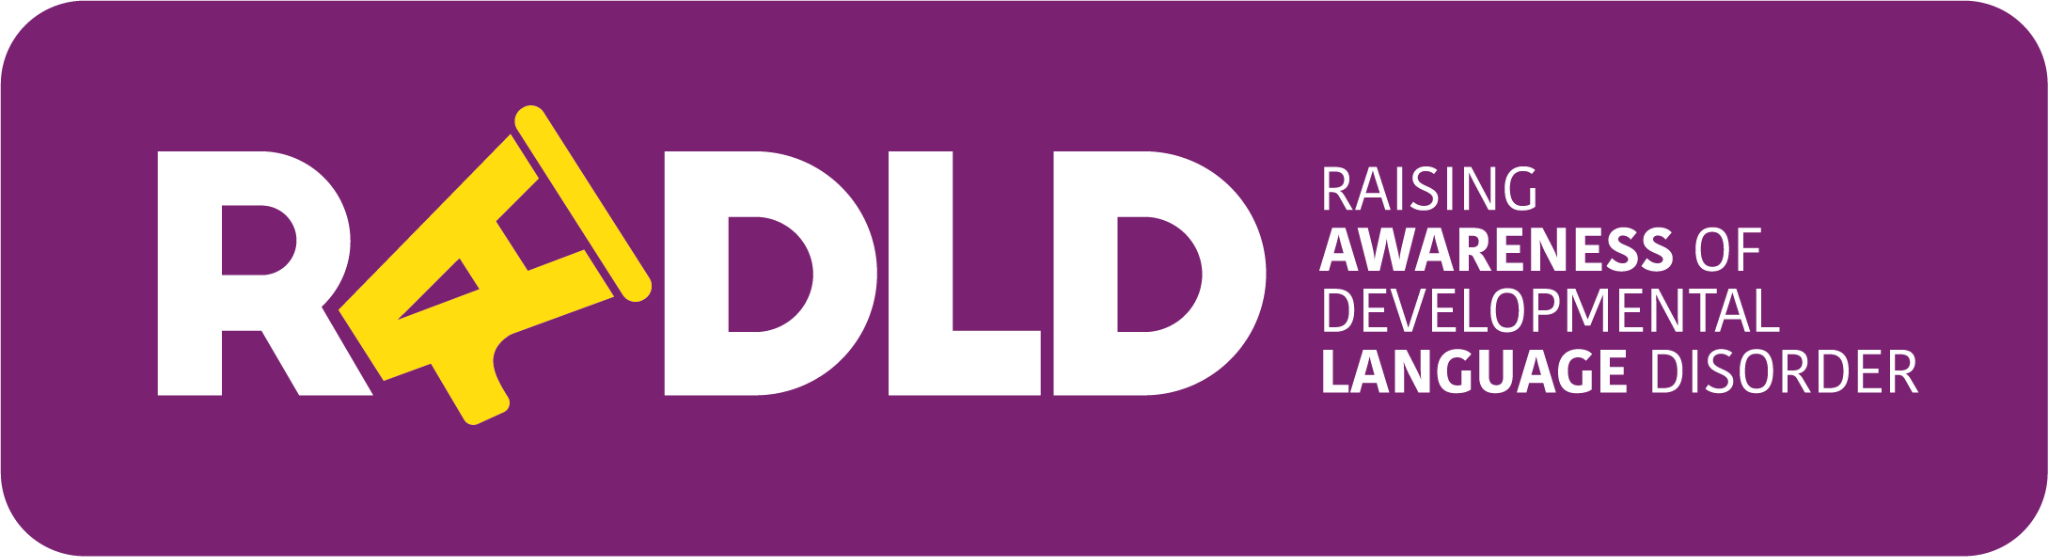 RADLD
RAISING
AWARENESS OF
DEVELOPMENTAL
LANGUAGE DISORDER